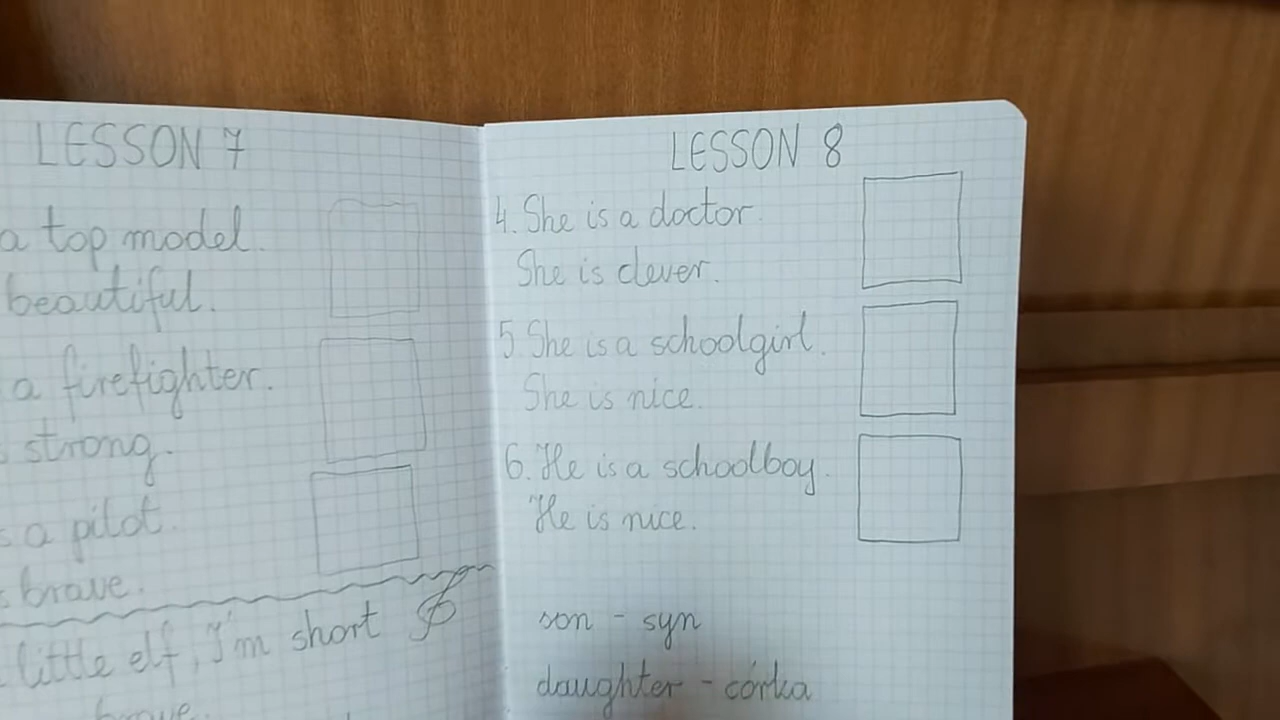 LESSON 7
a top model.
beautiful.
a firefighter.
s strong.
s a pilot.
s brave.
little elf, I'm short
brave.
LESSON 8
4. She is a doctor.
She is clever.
5. She is a schoolgirl.
She is nice.
6. He is a schoolboy.
He is nice.
son - syn
daughter - córka